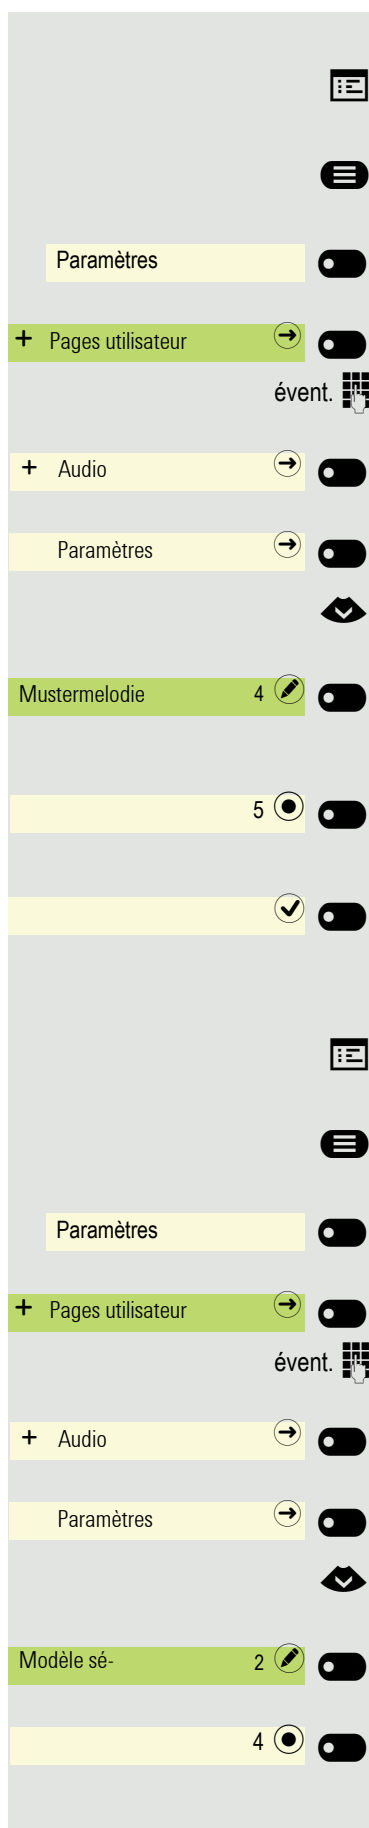 Paramètres
+ Pages utilisateur
évent.
+ Audio
Paramètres
Mustermelodie 4
5
Paramètres
+ Pages utilisateur
évent.
+ Audio
Paramètres
Modèle sé- 2
4